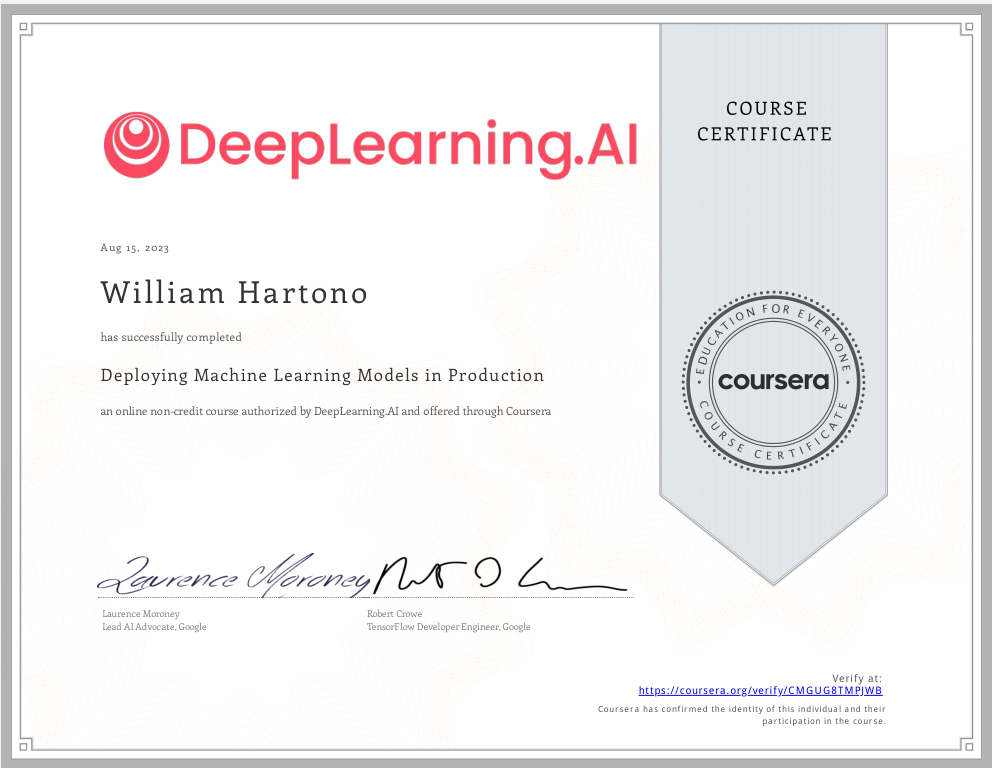 DeepLearning.AI
COURSE
CERTIFICATE
Aug 15, 2023
William Hartono
has successfully completed
Deploying Machine Learning Models in Production
an online non-credit course authorized by DeepLearning.AI and offered through Coursera
EDUCATION FOR EVERYONE
coursera
COURSE CERTIFICATE
Laurence Moroney
Laurence Moroney
Lead AI Advocate, Google
Robert Crowe
TensorFlow Developer Engineer, Google
Verify at:
https://coursera.org/verify/CMGUG8TMPJWB
Coursera has confirmed the identity of this individual and their
participation in the course.